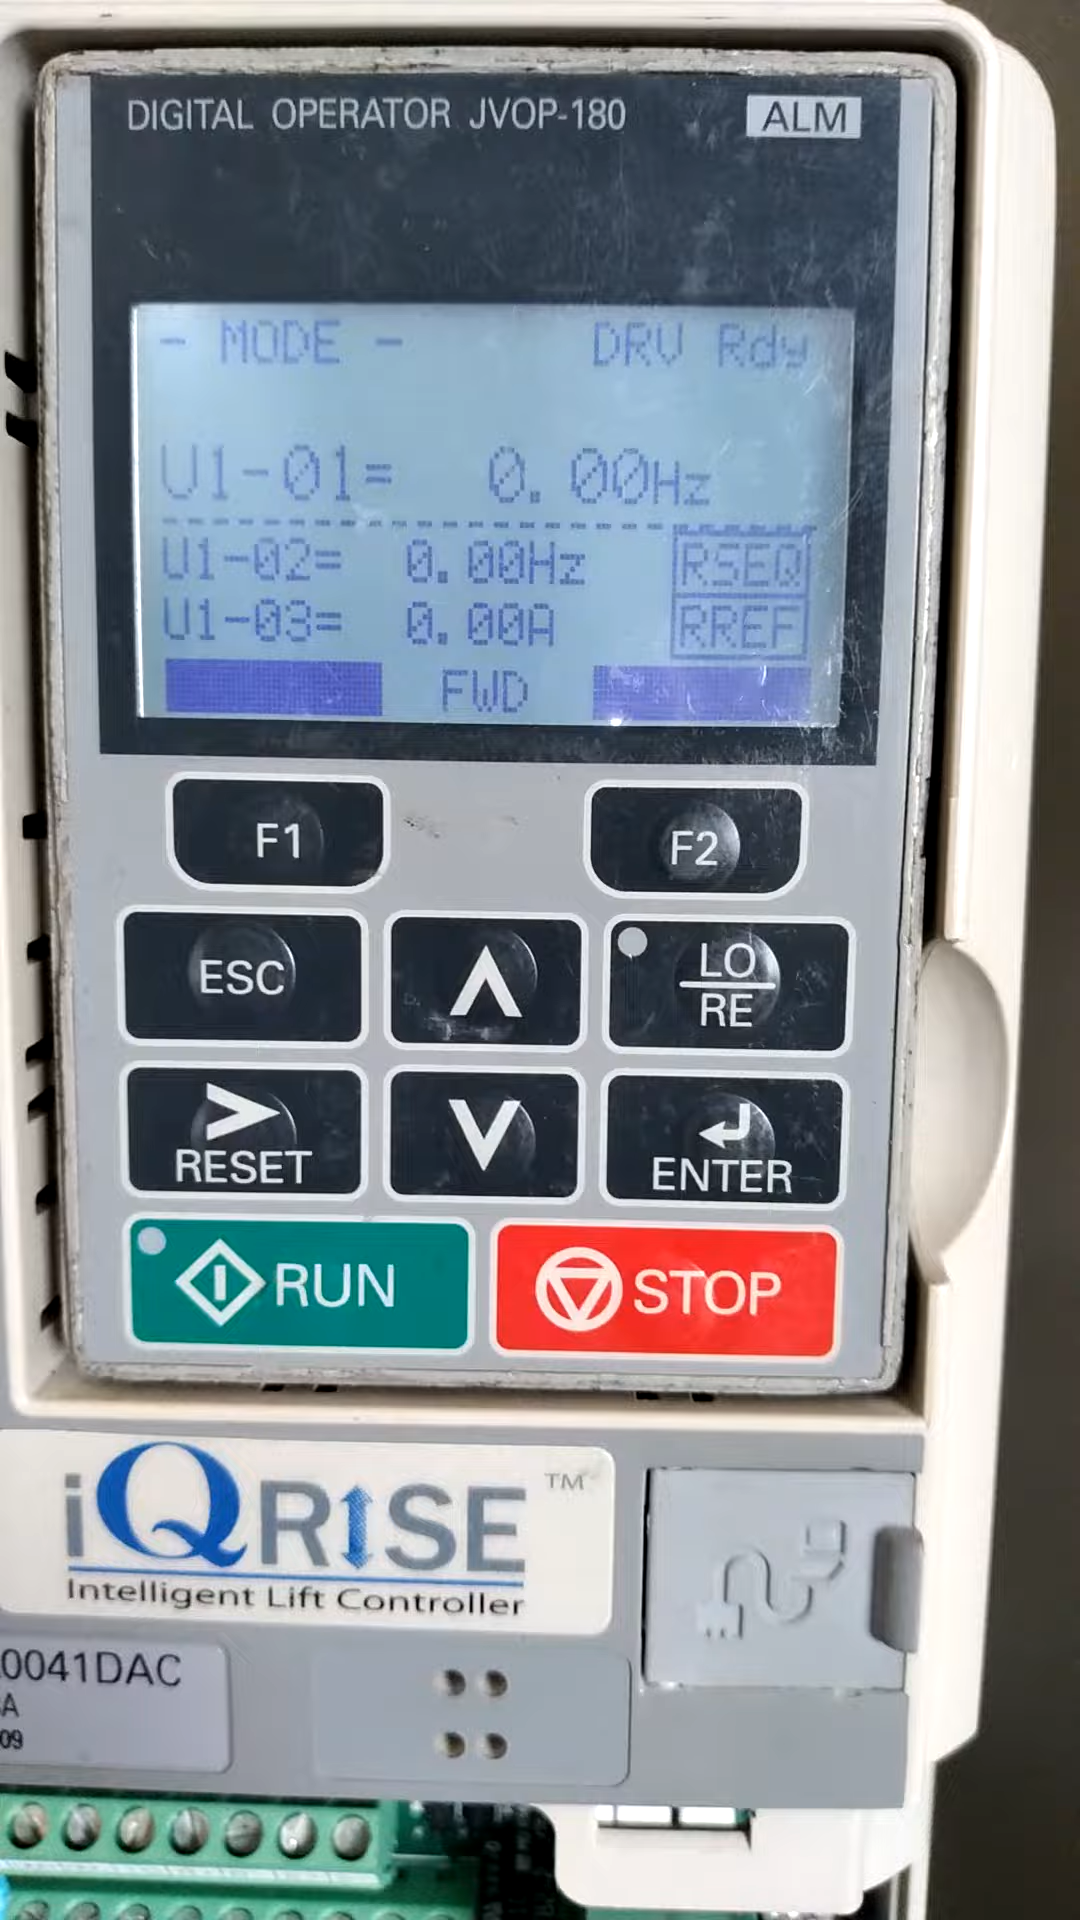 DIGITAL OPERATOR JVOP-180 ALM
- MODE - DRV Rdy
U1-01= 0.00Hz
U1-02= 0.00Hz RSEQ
U1-03= 0.00A RREF
FWD
F1 F2
ESC LO
RE
RESET ENTER
RUN STOP
iQRISE ™
Intelligent Lift Controller
0041DAC
A
09